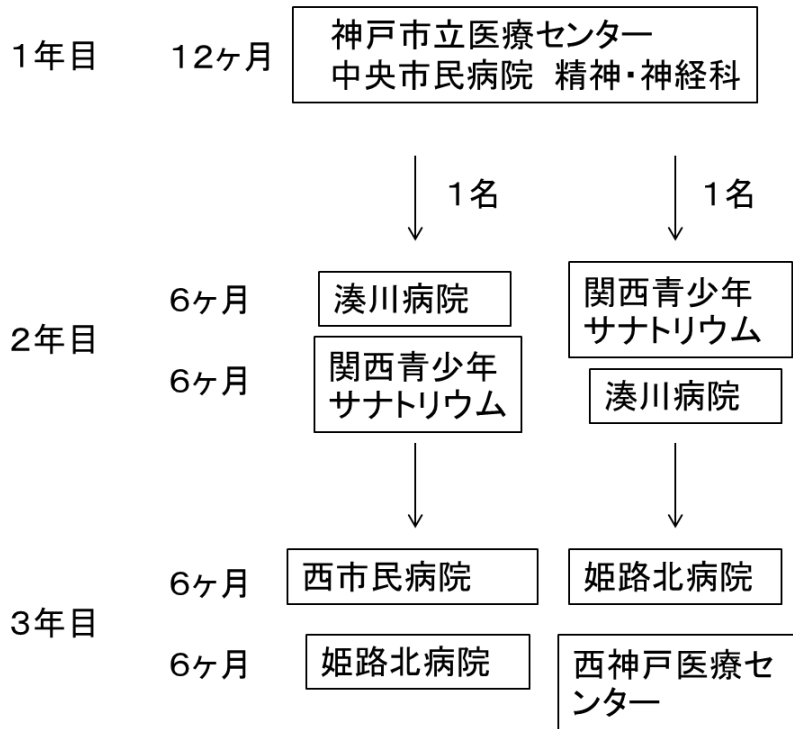 1年目 12ヶ月 神戸市立医療センター
中央市民病院 精神・神経科
1名 1名
2年目
6ヶ月 湊川病院 関西青少年
サナトリウム
6ヶ月 関西青少年
サナトリウム
湊川病院
3年目
6ヶ月 西市民病院 姫路北病院
6ヶ月 姫路北病院 西神戸医療セ
ンター